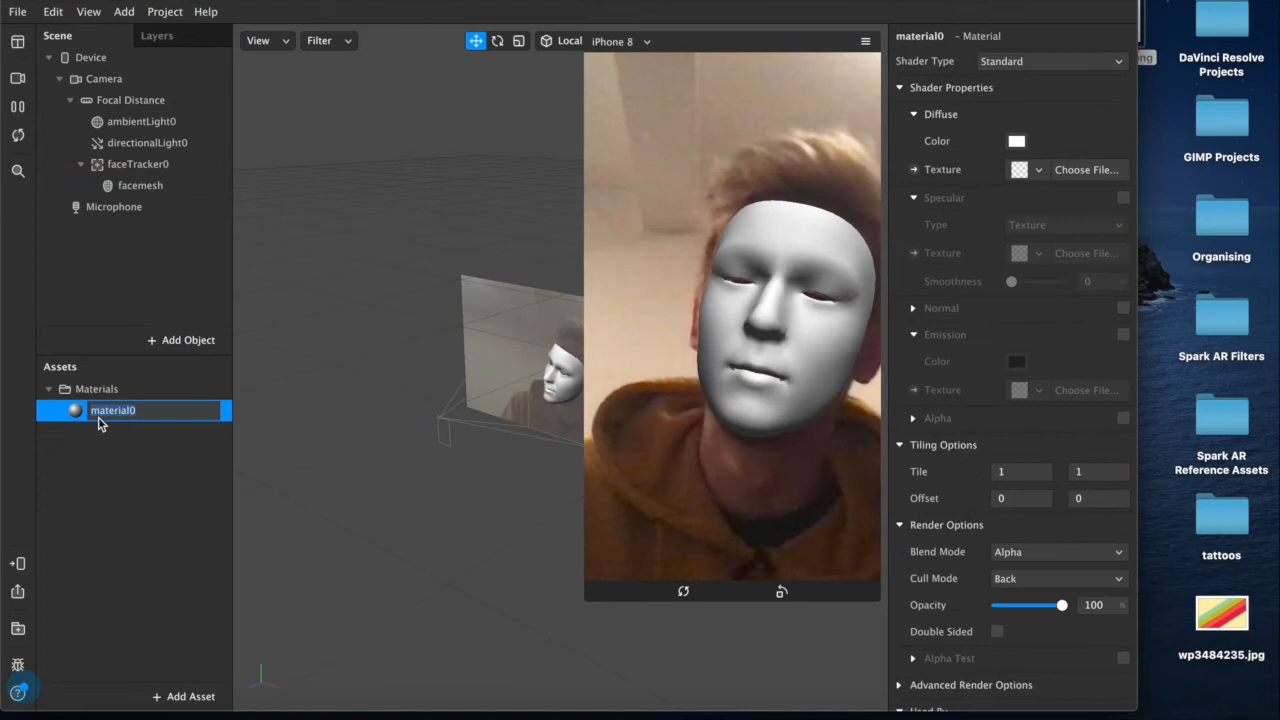 File Edit View Add Project Help
Scene Layers
Device
Camera
Focal Distance
ambientLight0
directionalLight0
faceTracker0
facemesh
Microphone
+ Add Object
Assets
Materials
material0
+ Add Asset
View Filter Local iPhone 8
material0 - Material
Shader Type Standard
Shader Properties
Diffuse
Color
Texture Choose File...
Specular
Type Texture
Texture Choose File...
Smoothness 0
Normal
Emission
Color
Texture Choose File...
Alpha
Tiling Options
Tile 1 1
Offset 0 0
Render Options
Blend Mode Alpha
Cull Mode Back
Opacity 100 %
Double Sided
Alpha Test
Advanced Render Options
DaVinci Resolve
Projects
GIMP Projects
Organising
Spark AR Filters
Spark AR
Reference Assets
tattoos
wp3484235.jpg